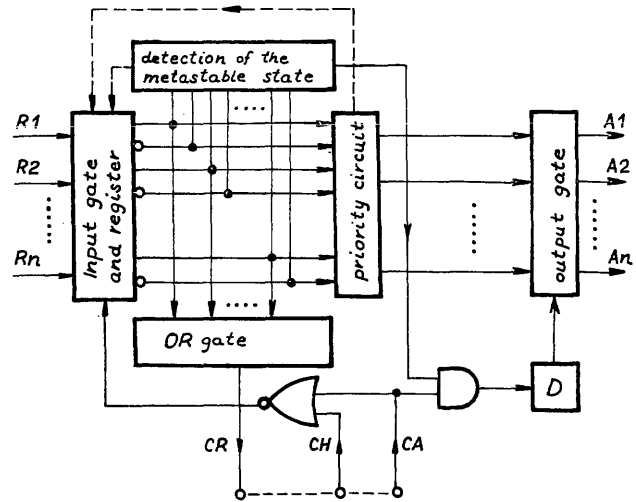 detection of the
metastable state
R1
R2
Rn
Input gate
and register
priority circuit
output gate
A1
A2
An
OR gate
CR
CH
CA
D